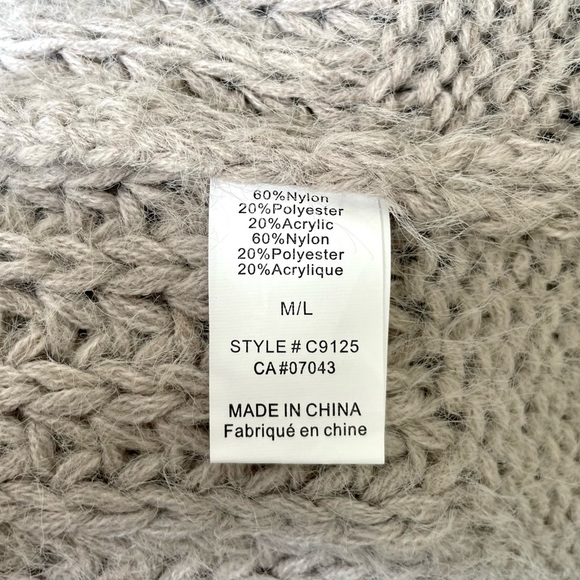 60%Nylon
20%Polyester
20%Acrylic
60%Nylon
20%Polyester
20%Acrylique
M/L
STYLE # C9125
CA#07043
MADE IN CHINA
Fabriqué en chine